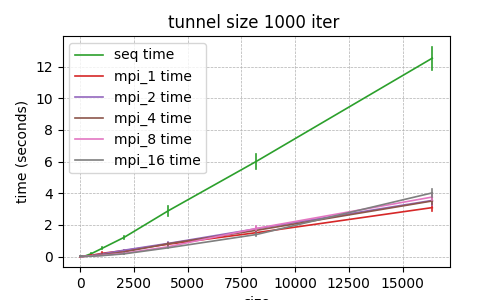 tunnel size 1000 iter
seq time
mpi_1 time
mpi_2 time
mpi_4 time
mpi_8 time
mpi_16 time
time (seconds)
12
10
8
6
4
2
0
0 2500 5000 7500 10000 12500 15000